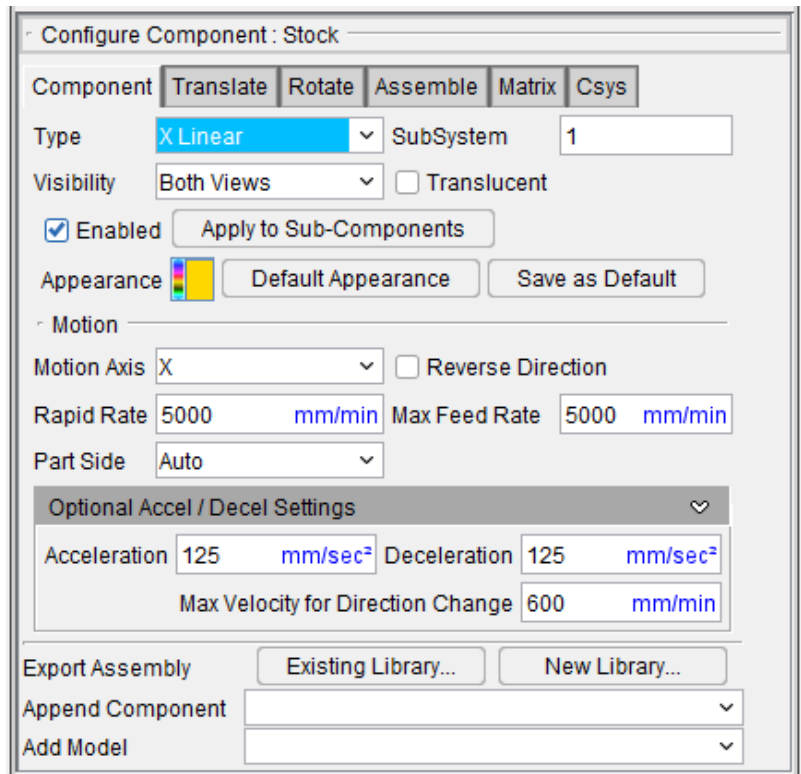 Configure Component : Stock
Component Translate Rotate Assemble Matrix Csys
Type X Linear SubSystem 1
Visibility Both Views Translucent
Enabled Apply to Sub-Components
Appearance Default Appearance Save as Default
Motion
Motion Axis X Reverse Direction
Rapid Rate 5000 mm/min Max Feed Rate 5000 mm/min
Part Side Auto
Optional Accel / Decel Settings
Acceleration 125 mm/sec² Deceleration 125 mm/sec²
Max Velocity for Direction Change 600 mm/min
Export Assembly Existing Library... New Library...
Append Component
Add Model